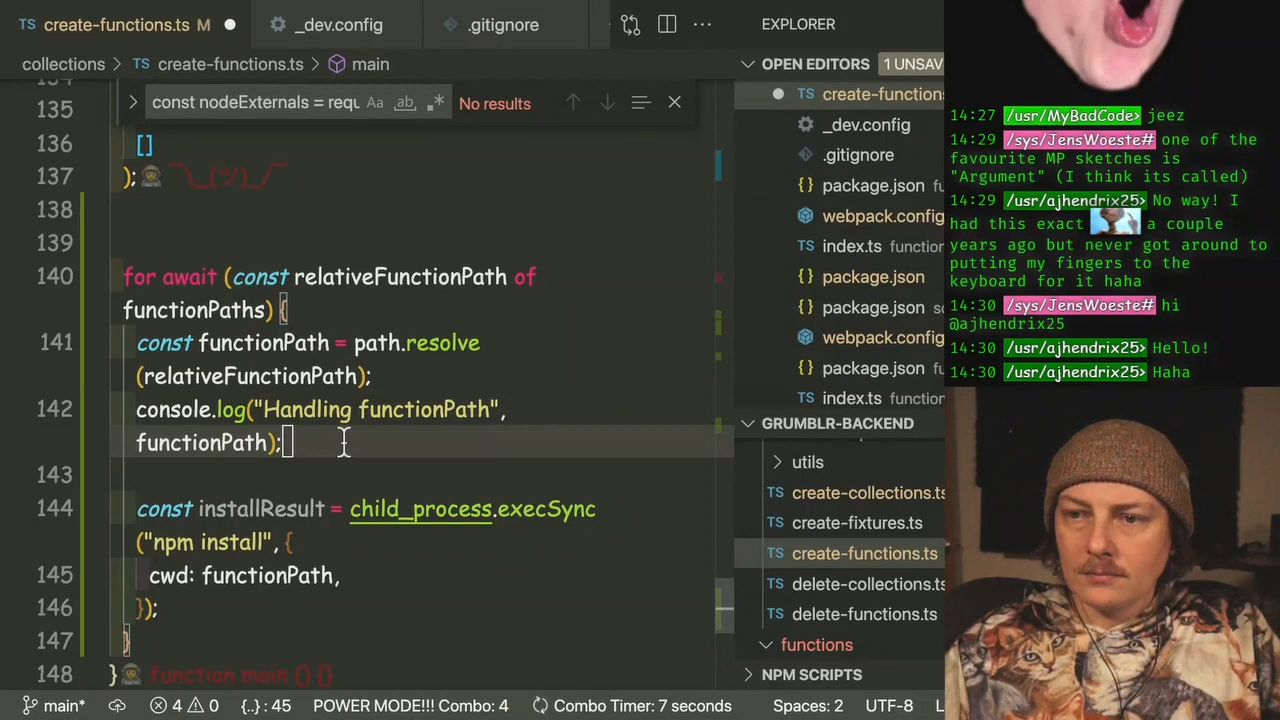 TS create-functions.ts M
_dev.config
.gitignore
EXPLORER
collections > TS create-functions.ts > main
OPEN EDITORS 1 UNSAV
const nodeExternals = requ
Aa ab .*
No results
TS create-functions
_dev.config
.gitignore
{} package.json fu
webpack.config
TS index.ts function
{} package.json
{} package.json so
webpack.config
{} package.json fu
TS index.ts function
135
136 []
137 ); ¯\_(ツ)_/¯
138
139
140 for await (const relativeFunctionPath of
functionPaths) {
141 const functionPath = path.resolve
(relativeFunctionPath);
142 console.log("Handling functionPath",
functionPath);
143
144 const installResult = child_process.execSync
("npm install", {
145 cwd: functionPath,
146 });
147 }
148 } function main () {}
GRUMBLR-BACKEND
utils
TS create-collections.ts
TS create-fixtures.ts
TS create-functions.ts
TS delete-collections.ts
TS delete-functions.ts
functions
NPM SCRIPTS
main* 4 0 {..} : 45 POWER MODE!!! Combo: 4 Combo Timer: 7 seconds Spaces: 2 UTF-8 L
14:27 /usr/MyBadCode> jeez
14:29 /sys/JensWoeste# one of the
favourite MP sketches is
"Argument" (I think its called)
14:29 /usr/ajhendrix25> No way! I
had this exact a couple
years ago but never got around to
putting my fingers to the
keyboard for it haha
14:30 /sys/JensWoeste# hi
@ajhendrix25
14:30 /usr/ajhendrix25> Hello!
14:30 /usr/ajhendrix25> Haha